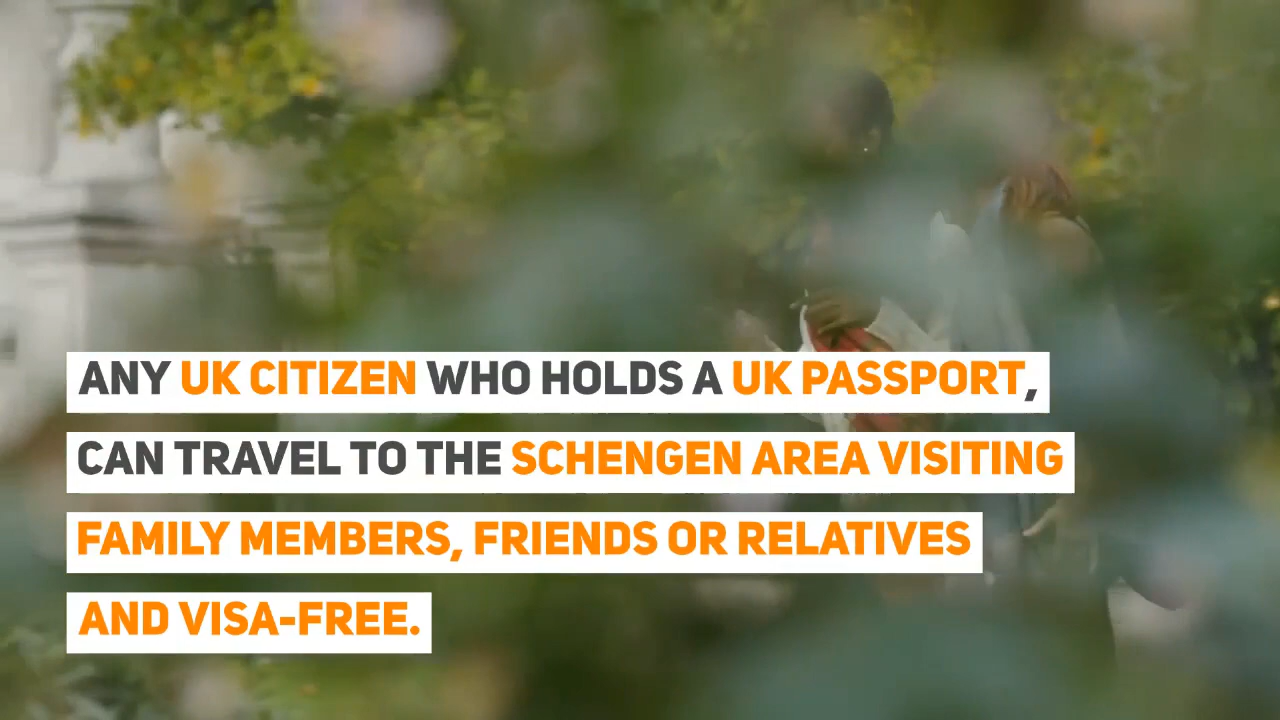 ANY UK CITIZEN WHO HOLDS A UK PASSPORT,
CAN TRAVEL TO THE SCHENGEN AREA VISITING
FAMILY MEMBERS, FRIENDS OR RELATIVES
AND VISA-FREE.